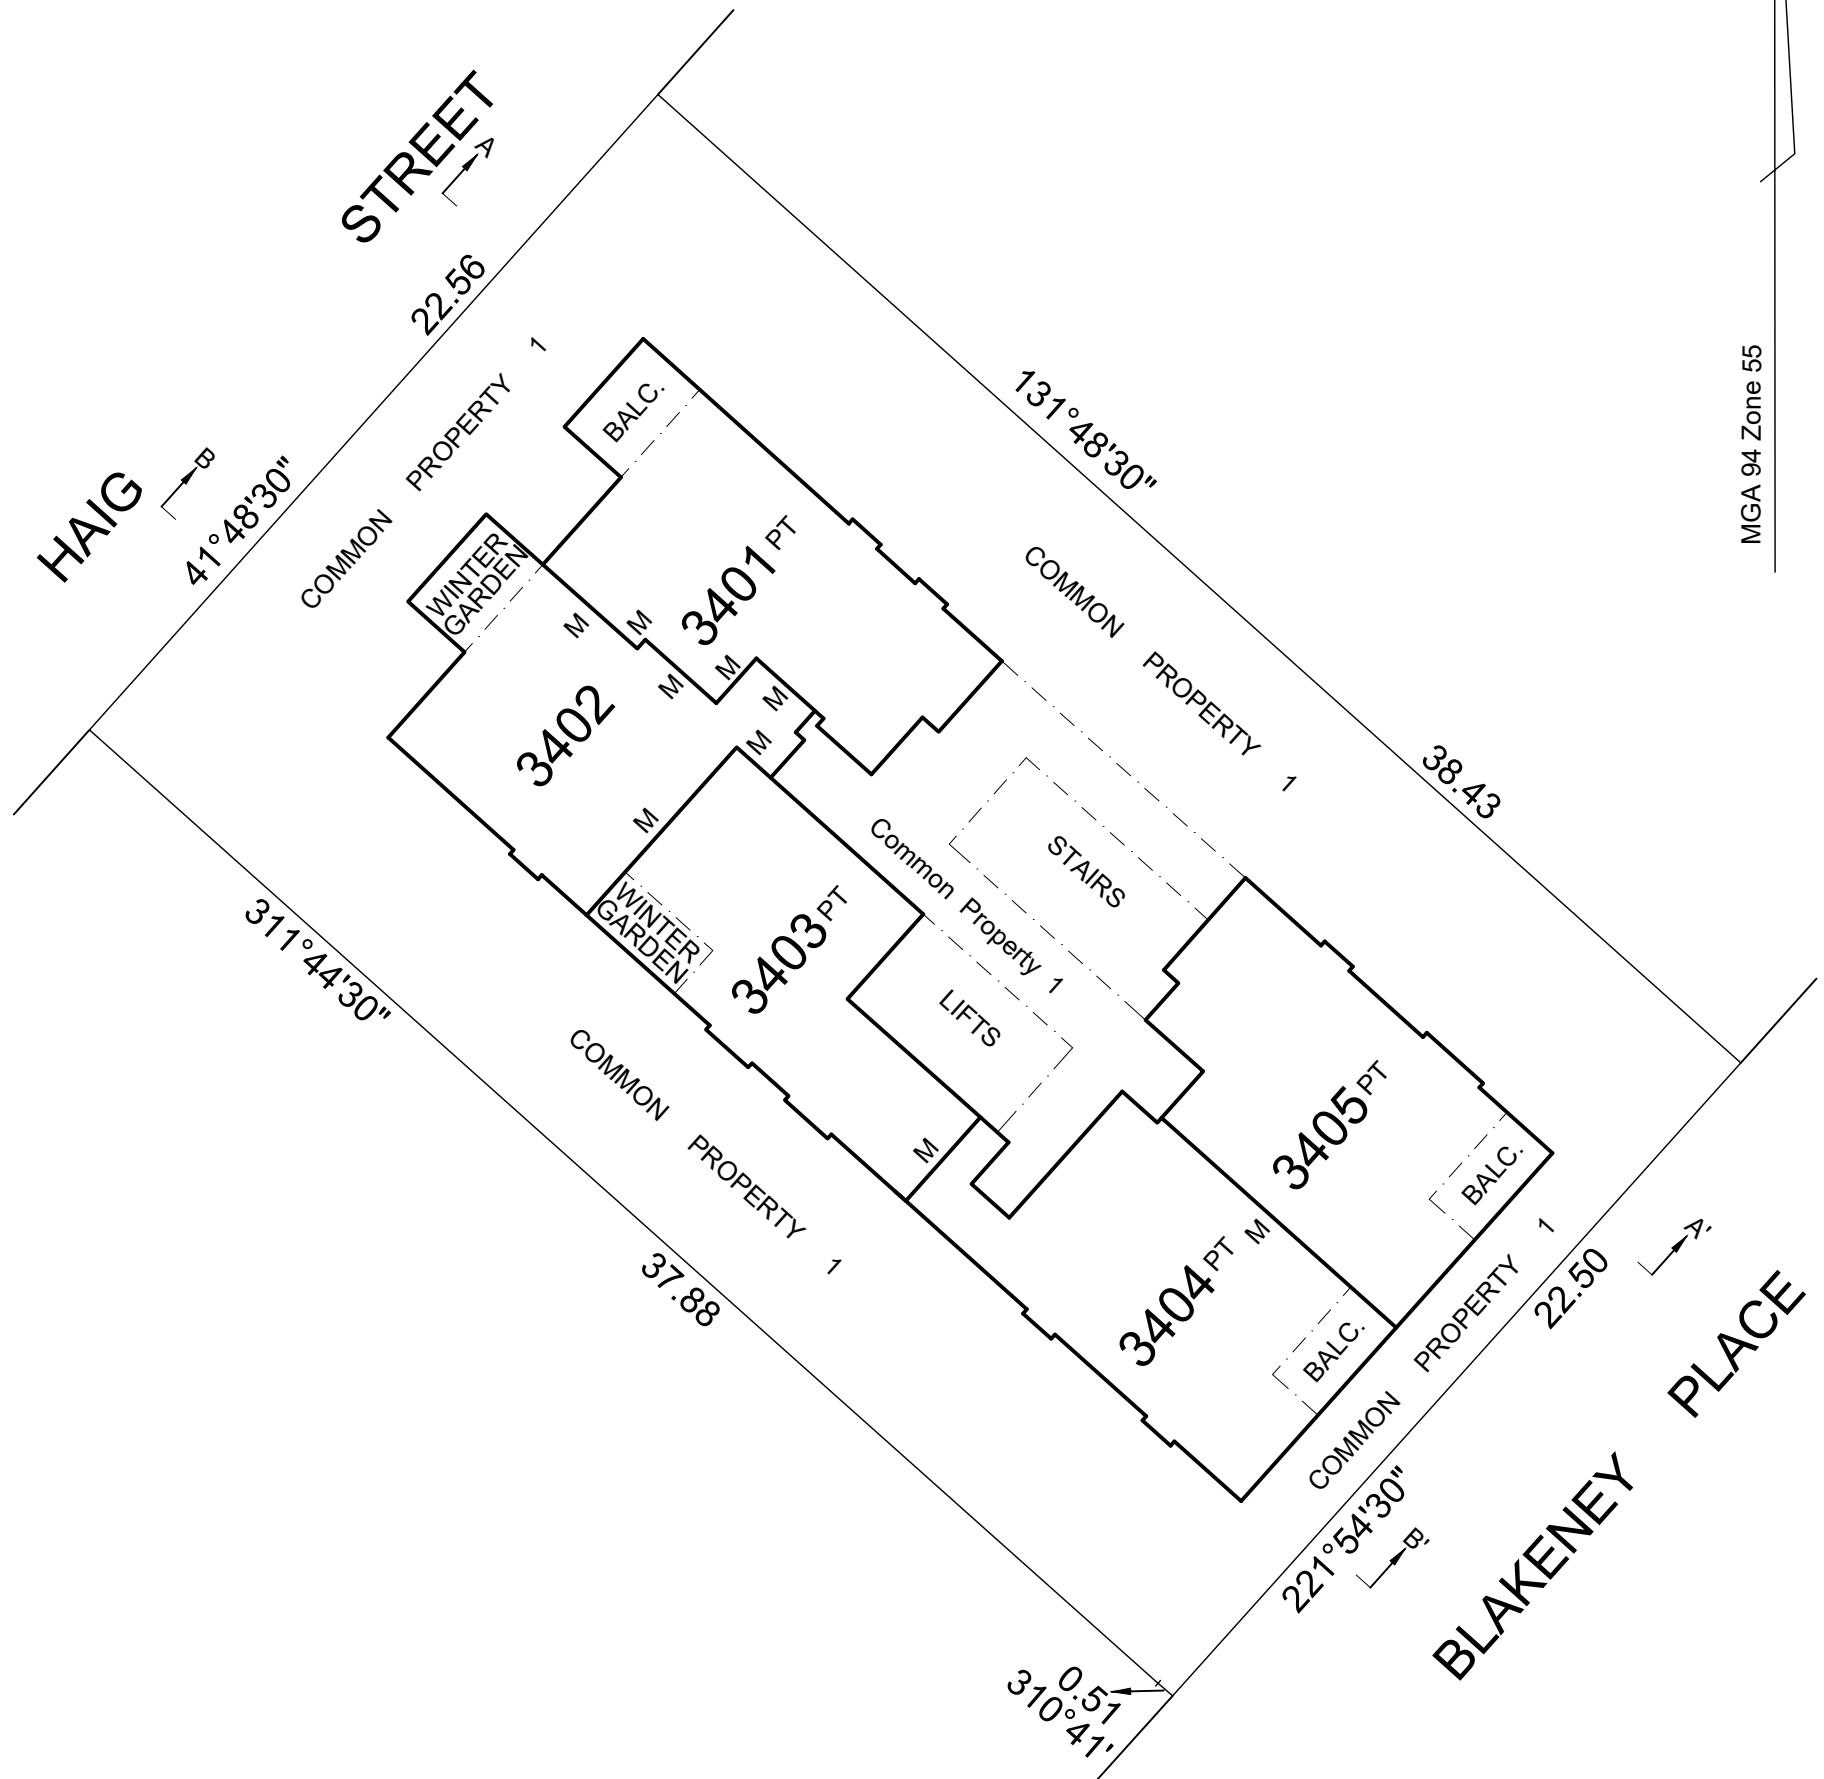 HAIG STREET
A
B
22.56
41°48'30"
COMMON PROPERTY 1
131°48'30"
38.43
COMMON PROPERTY 1
MGA 94 Zone 55
BALC.
3401 PT
WINTER
GARDEN
M
M
M
M
M
M
M
3402
WINTER
GARDEN
3403 PT
M
Common Property 1
STAIRS
LIFTS
3405 PT
BALC.
3404 PT
M
BALC.
311°44'30"
37.88
COMMON PROPERTY 1
COMMON PROPERTY 1
22.50
221°54'30"
A'
B'
BLAKENEY PLACE
0.51
310°41'